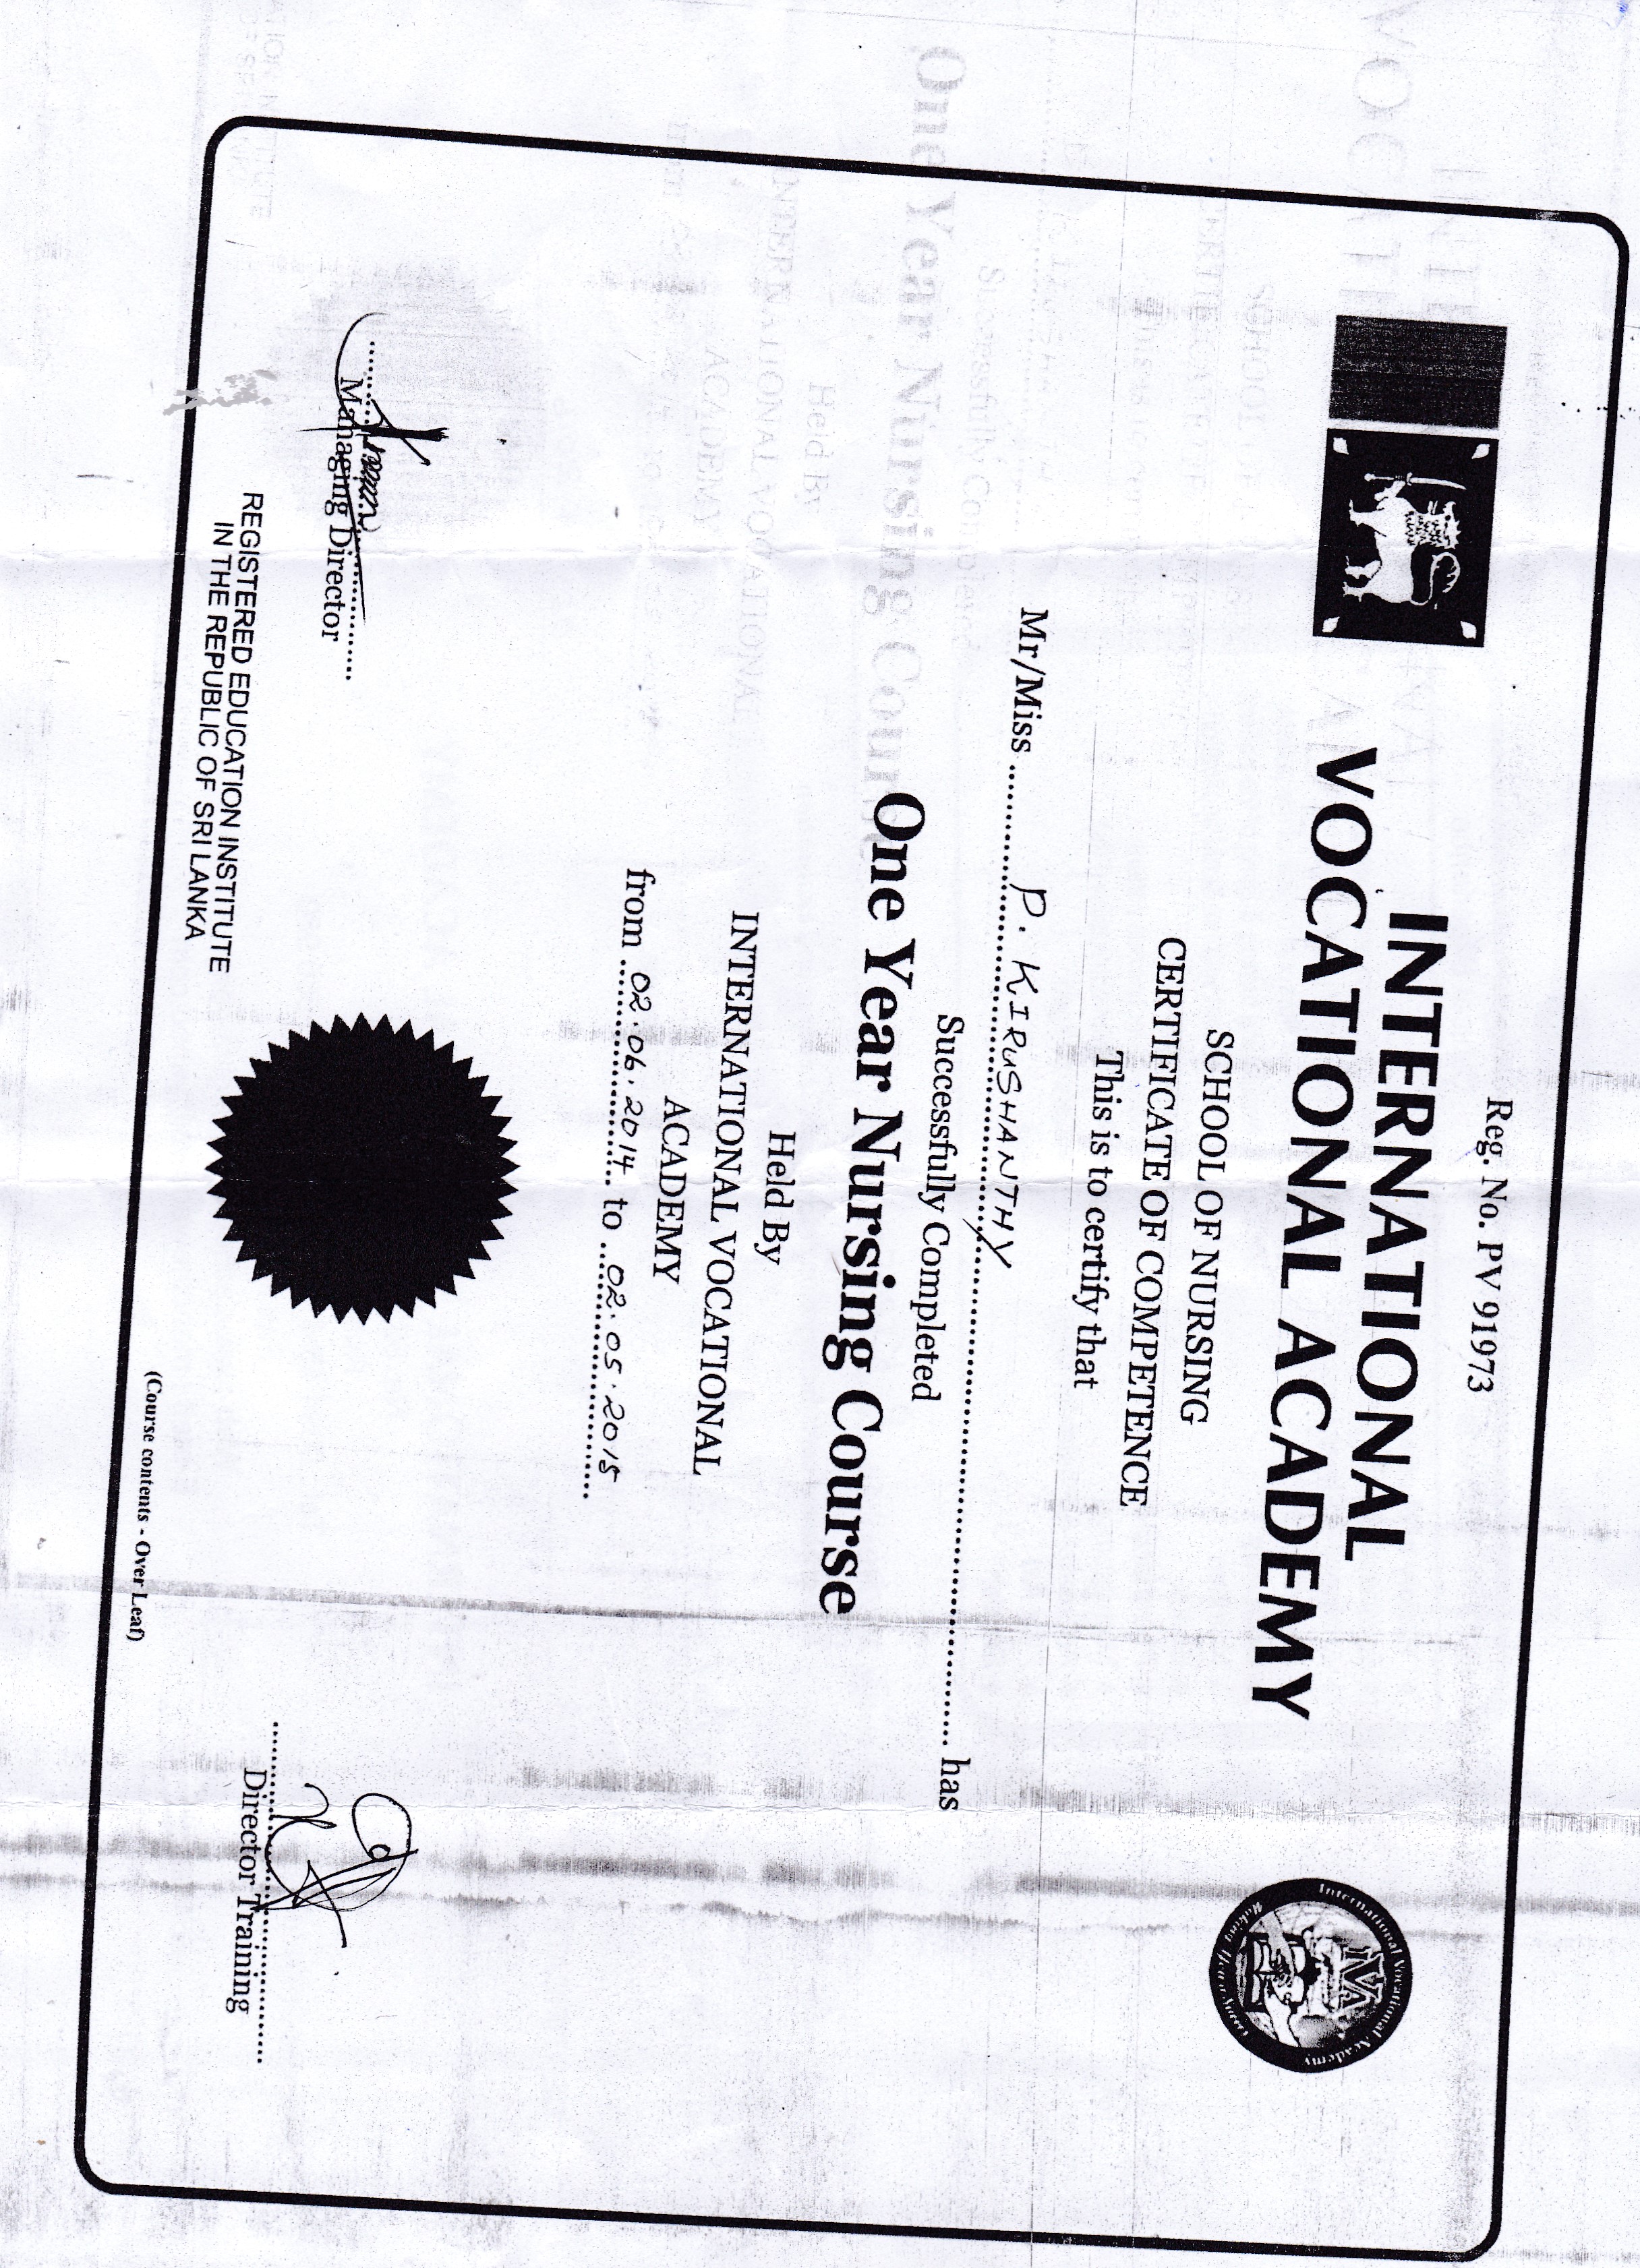 Reg. No. PV 91973
INTERNATIONAL
VOCATIONAL ACADEMY
International Vocational Academy
IVA
SCHOOL OF NURSING
CERTIFICATE OF COMPETENCE
This is to certify that
Mr/Miss P. KIRUSHANTHY has
Successfully Completed
One Year Nursing Course
Held By
INTERNATIONAL VOCATIONAL
ACADEMY
from 02.06.2014 to 02.05.2015
Managing Director
Director Training
REGISTERED EDUCATION INSTITUTE
IN THE REPUBLIC OF SRI LANKA
(Course contents - Over Leaf)